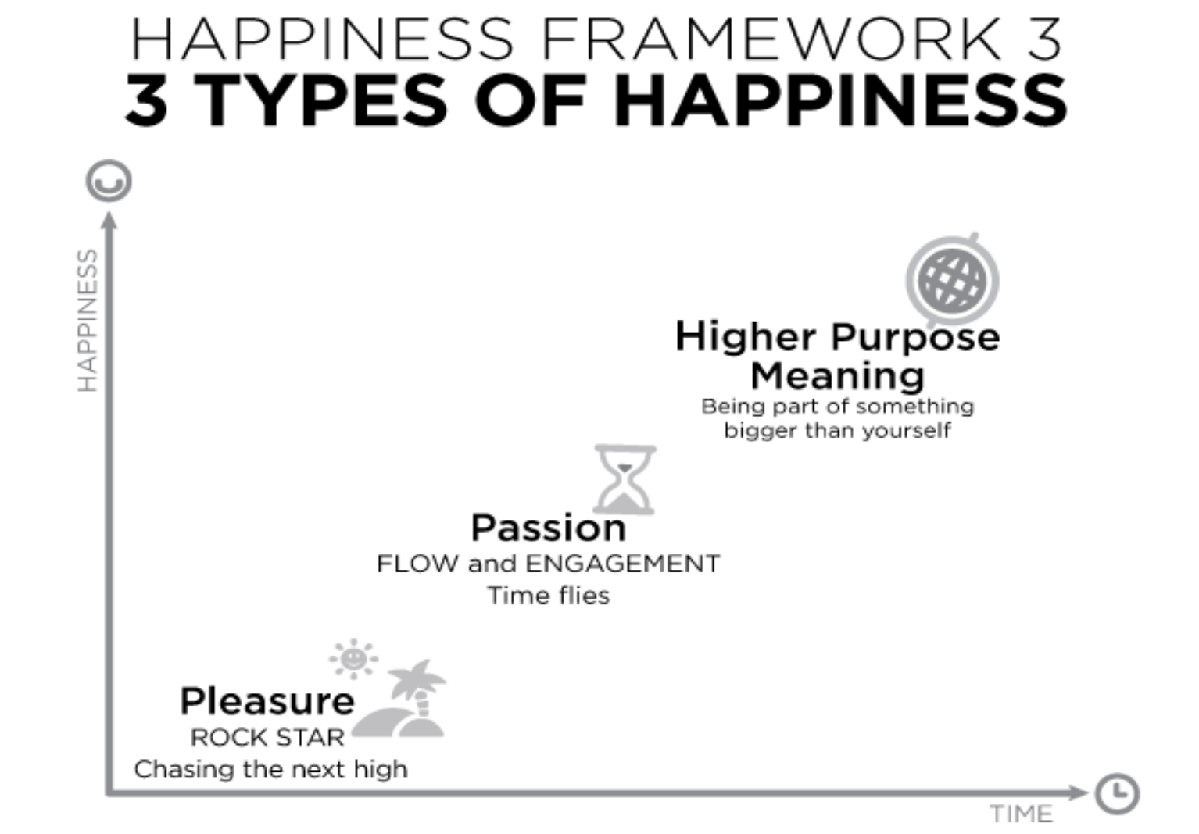 HAPPINESS FRAMEWORK 3
3 TYPES OF HAPPINESS
HAPPINESS
Higher Purpose
Meaning
Being part of something
bigger than yourself
Passion
FLOW and ENGAGEMENT
Time flies
Pleasure
ROCK STAR
Chasing the next high
TIME